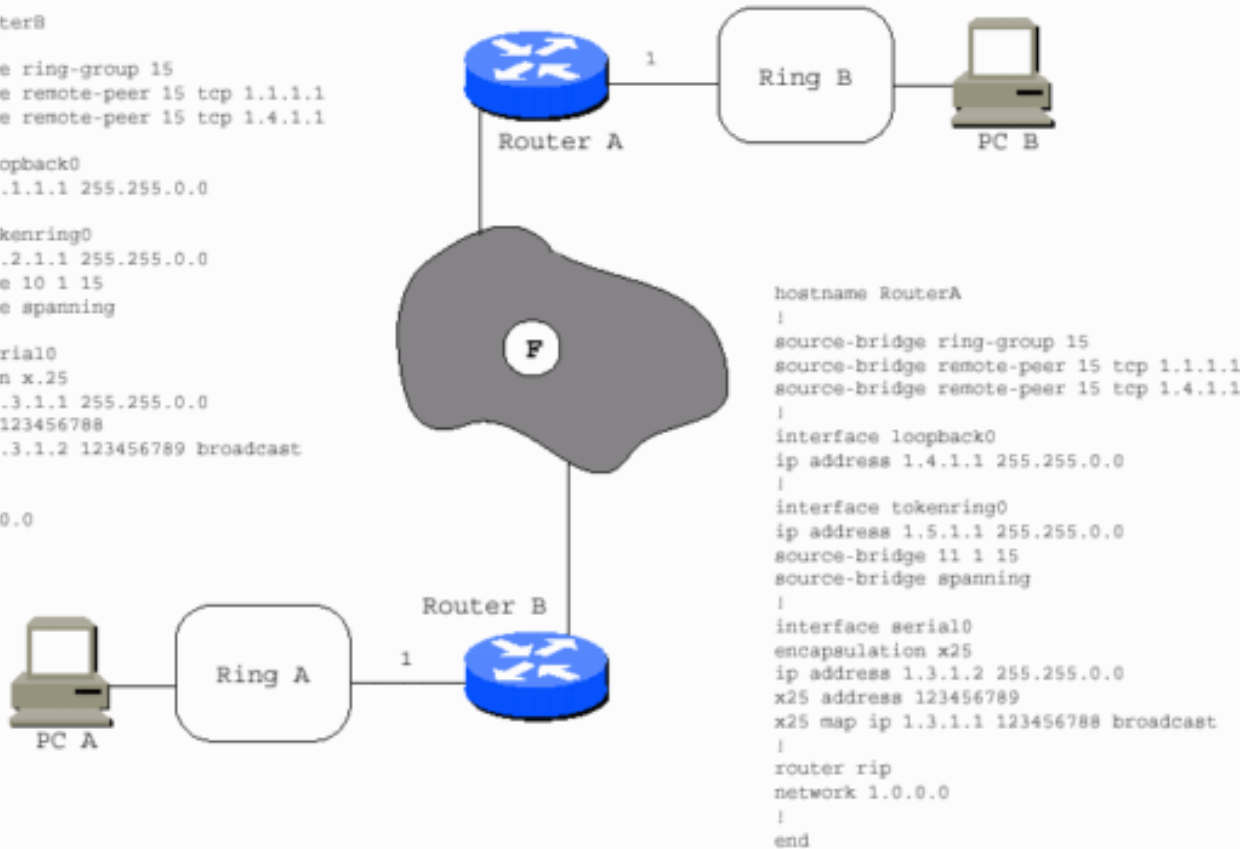 ter8
e ring-group 15
e remote-peer 15 tcp 1.1.1.1
e remote-peer 15 tcp 1.4.1.1
opback0
.1.1.1 255.255.0.0
kenring0
.2.1.1 255.255.0.0
e 10 1 15
e spanning
rial0
n x.25
.3.1.1 255.255.0.0
123456788
.3.1.2 123456789 broadcast
0.0
Router A
1
Ring B
PC B
F
hostname RouterA
!
source-bridge ring-group 15
source-bridge remote-peer 15 tcp 1.1.1.1
source-bridge remote-peer 15 tcp 1.4.1.1
!
interface loopback0
ip address 1.4.1.1 255.255.0.0
!
interface tokenring0
ip address 1.5.1.1 255.255.0.0
source-bridge 11 1 15
source-bridge spanning
!
interface serial0
encapsulation x25
ip address 1.3.1.2 255.255.0.0
x25 address 123456789
x25 map ip 1.3.1.1 123456788 broadcast
!
router rip
network 1.0.0.0
!
end
Router B
1
Ring A
PC A